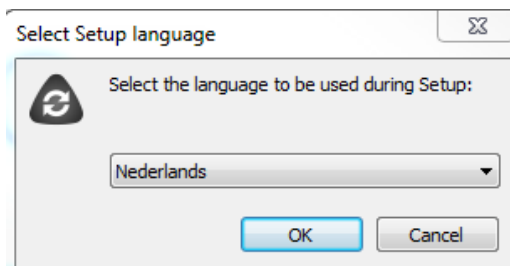 Select Setup language
Select the language to be used during Setup:
Nederlands
OK
Cancel